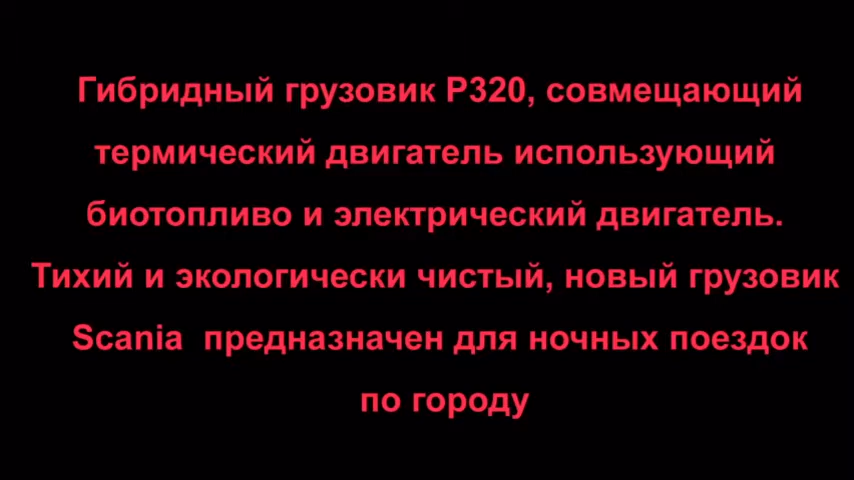 Гибридный грузовик P320, совмещающий
термический двигатель использующий
биотопливо и электрический двигатель.
Тихий и экологически чистый, новый грузовик
Scania предназначен для ночных поездок
по городу